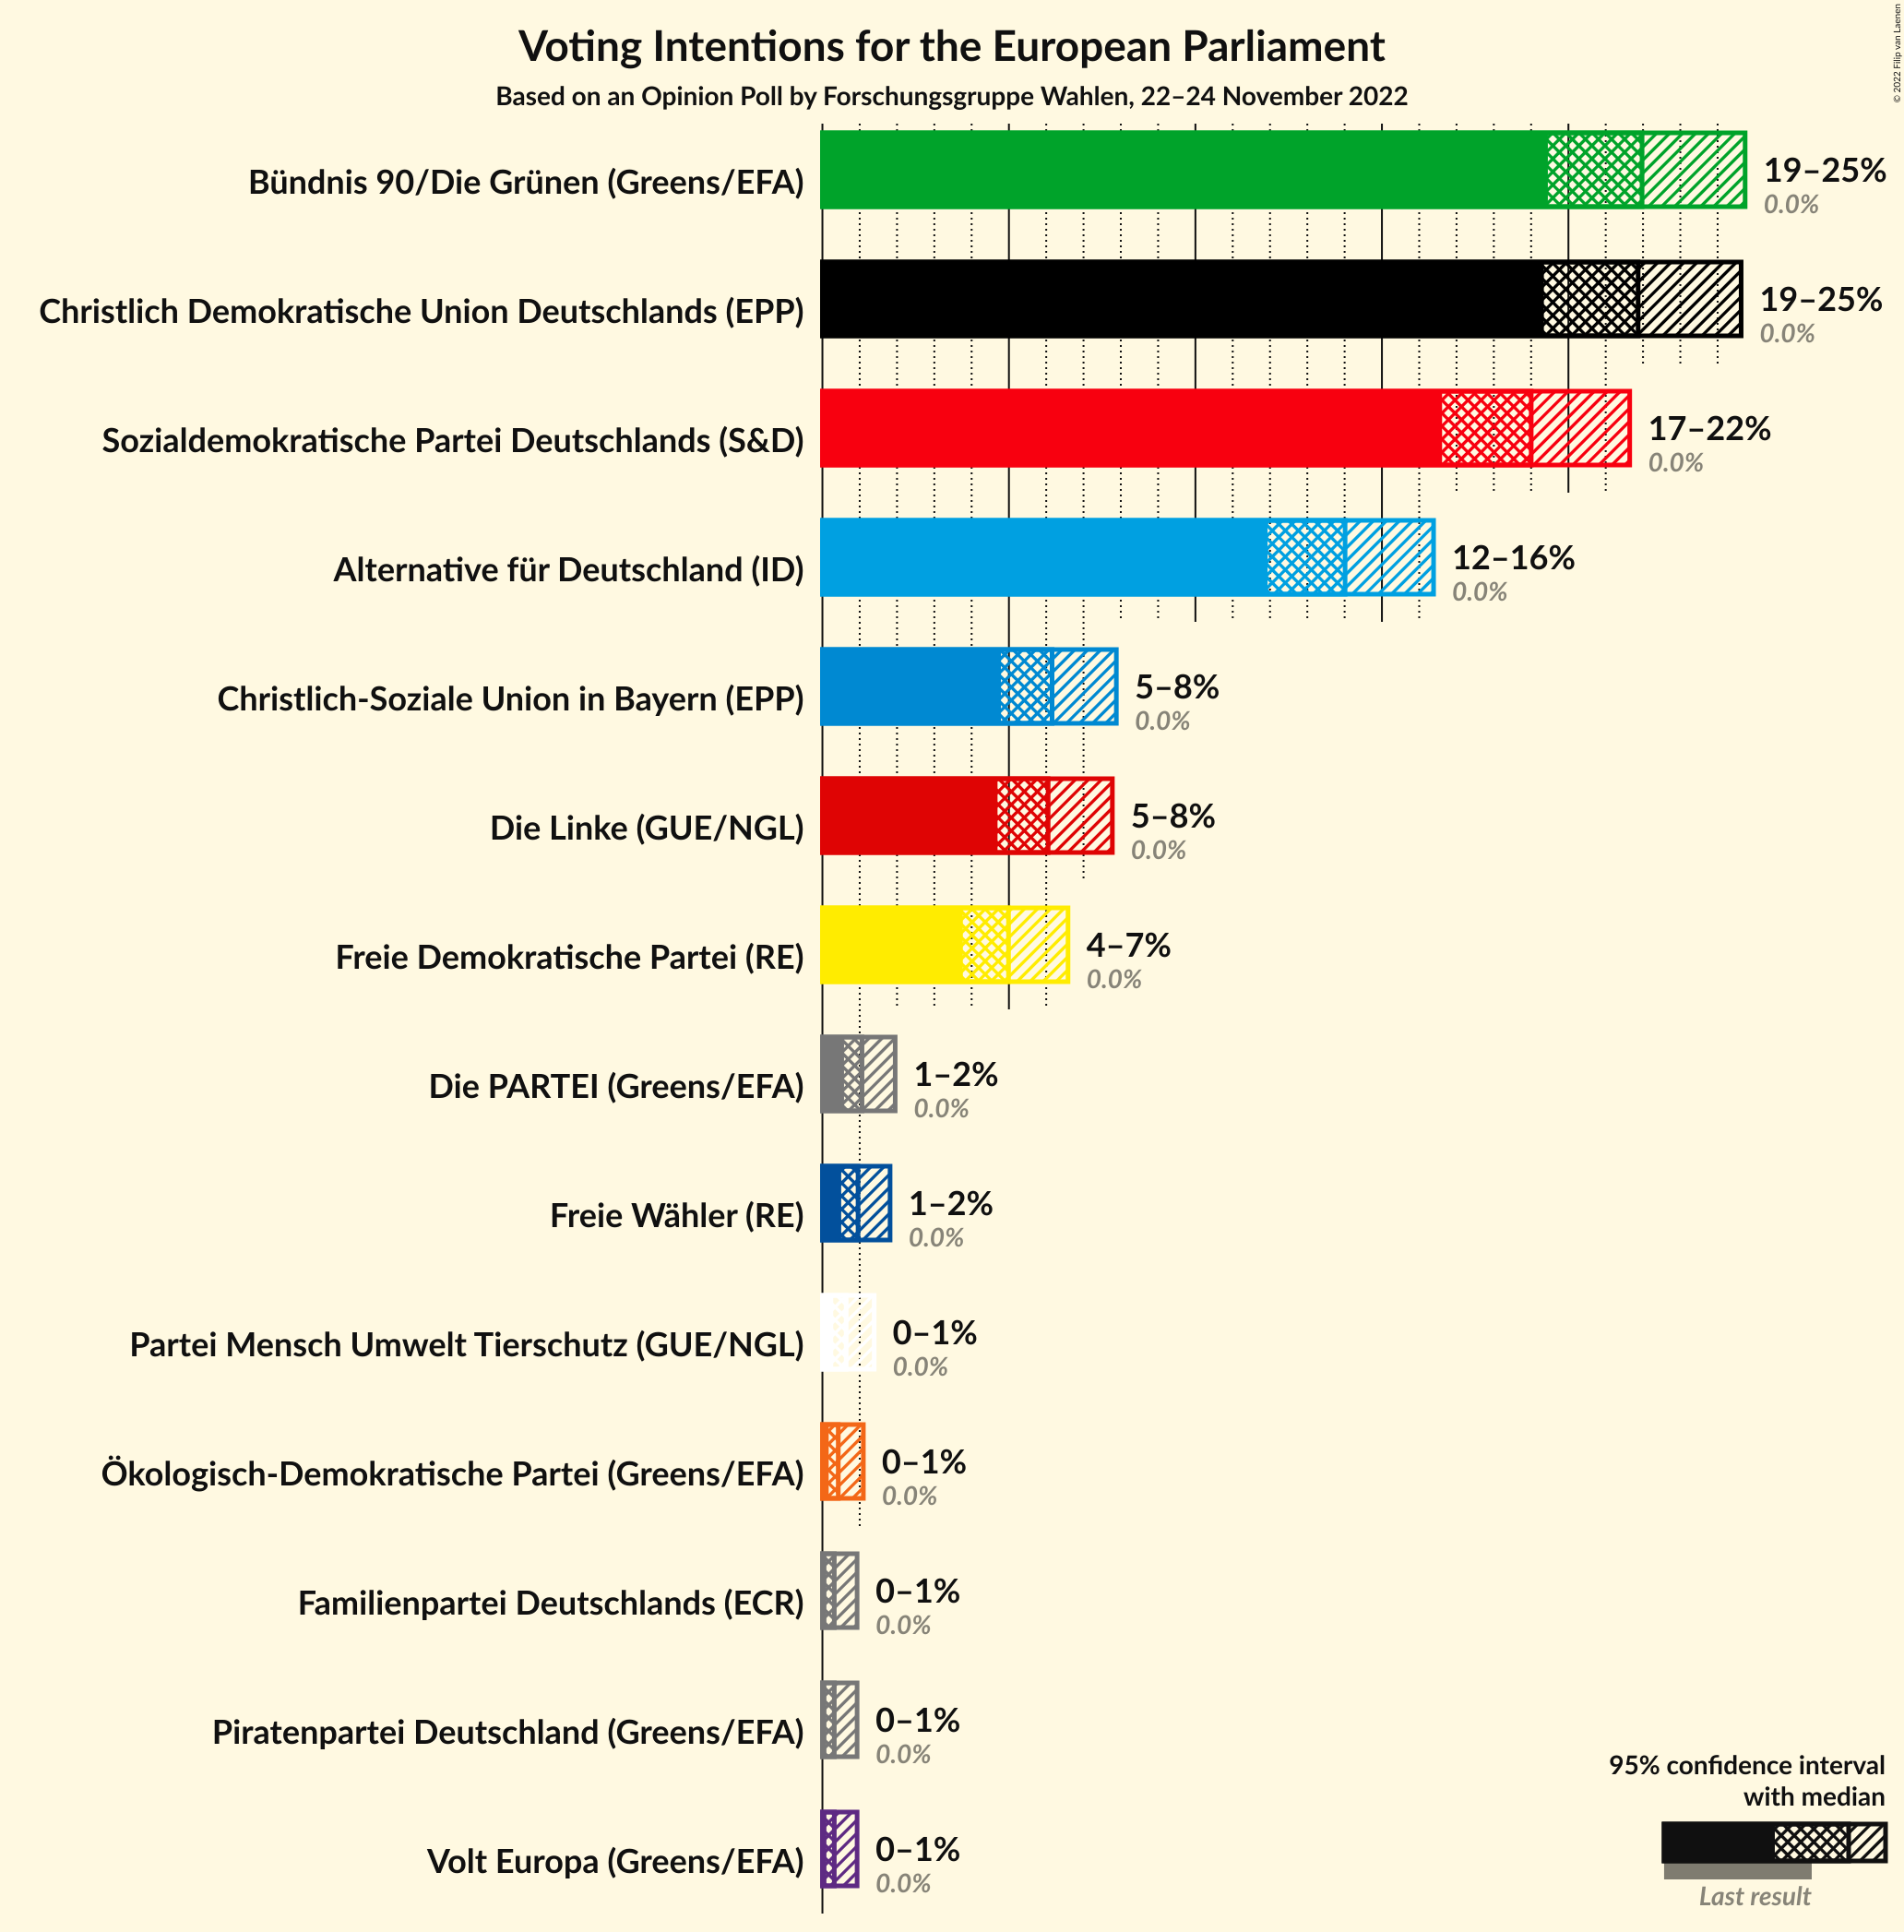 Voting Intentions for the European Parliament
Based on an Opinion Poll by Forschungsgruppe Wahlen, 22–24 November 2022
© 2022 Filip van Laenen
Bündnis 90/Die Grünen (Greens/EFA)
19–25%
0.0%
Christlich Demokratische Union Deutschlands (EPP)
19–25%
0.0%
Sozialdemokratische Partei Deutschlands (S&D)
17–22%
0.0%
Alternative für Deutschland (ID)
12–16%
0.0%
Christlich-Soziale Union in Bayern (EPP)
5–8%
0.0%
Die Linke (GUE/NGL)
5–8%
0.0%
Freie Demokratische Partei (RE)
4–7%
0.0%
Die PARTEI (Greens/EFA)
1–2%
0.0%
Freie Wähler (RE)
1–2%
0.0%
Partei Mensch Umwelt Tierschutz (GUE/NGL)
0–1%
0.0%
Ökologisch-Demokratische Partei (Greens/EFA)
0–1%
0.0%
Familienpartei Deutschlands (ECR)
0–1%
0.0%
Piratenpartei Deutschland (Greens/EFA)
0–1%
0.0%
Volt Europa (Greens/EFA)
0–1%
0.0%
95% confidence interval
with median
Last result